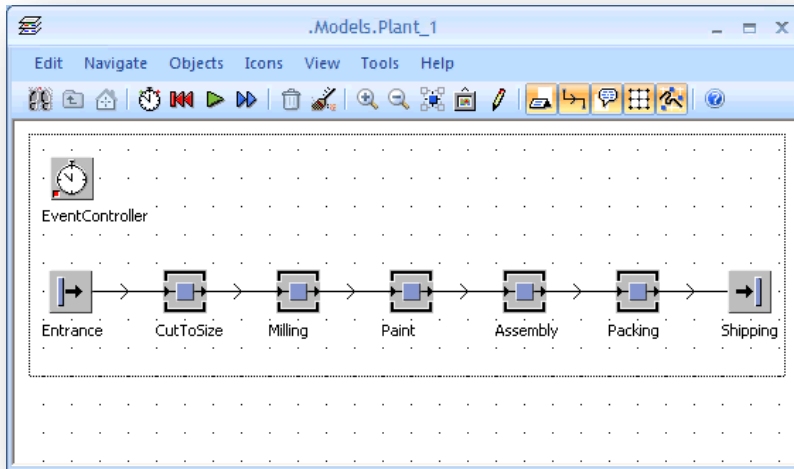 .Models.Plant_1
Edit Navigate Objects Icons View Tools Help
EventController
Entrance CutToSize Milling Paint Assembly Packing Shipping